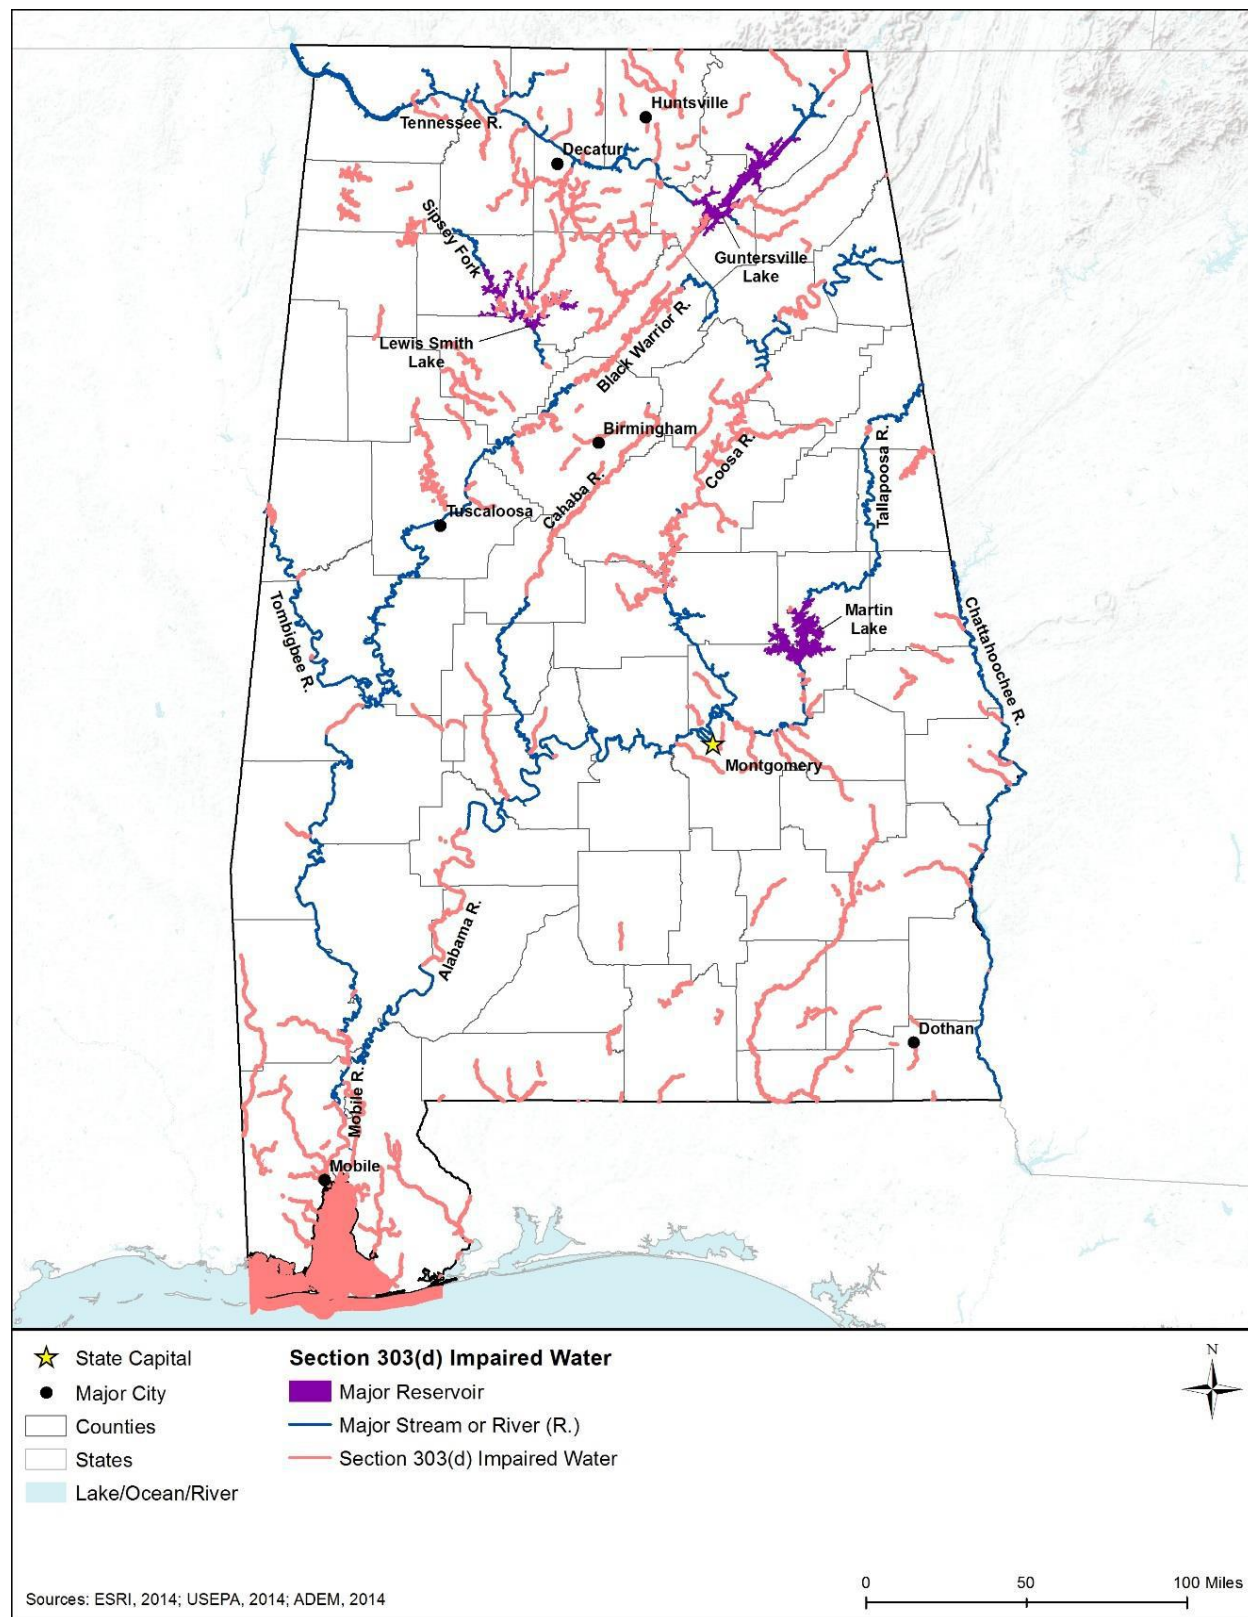 Huntsville
Tennessee R.
Decatur
Sipsey Fork
Guntersville
Lake
Lewis Smith
Lake
Black Warrior R.
Birmingham
Coosa R.
Tallapoosa R.
Cahaba R.
Tuscaloosa
Tombigbee R.
Martin
Lake
Chattahoochee R.
Montgomery
Alabama R.
Dothan
Mobile R.
Mobile
State Capital
Major City
Counties
States
Lake/Ocean/River
Section 303(d) Impaired Water
Major Reservoir
Major Stream or River (R.)
Section 303(d) Impaired Water
N
Sources: ESRI, 2014; USEPA, 2014; ADEM, 2014
0 50 100 Miles